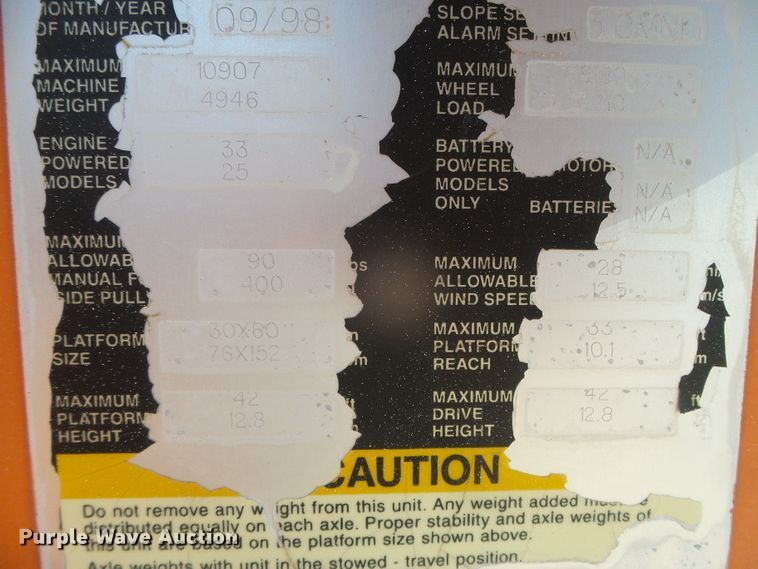 MONTH / YEAR
OF MANUFACTUR
09/98
MAXIMUM
MACHINE
WEIGHT
10907
4946
ENGINE
POWERED
MODELS
33
25
MAXIMUM
ALLOWAB
MANUAL F
SIDE PULL
90
400
PLATFORM
SIZE
30X60
76X152
m
MAXIMUM
PLATFORM
HEIGHT
42
12.8
SLOPE SE
ALARM SE
MAXIMUM
WHEEL
LOAD
BATTERY
POWERED
MODELS
ONLY
MOTOR
N/A
BATTERIE
N/A
N/A
MAXIMUM
ALLOWABLE
WIND SPEE
28
12.5
m/s
MAXIMUM
PLATFORM
REACH
33
10.1
ft
m
MAXIMUM
DRIVE
HEIGHT
42
12.8
ft
CAUTION
Do not remove any weight from this unit. Any weight added must be
distributed equally on each axle. Proper stability and axle weights of
this unit are based on the platform size shown above.
Axle weights with unit in the stowed - travel position.
Purple Wave Auction